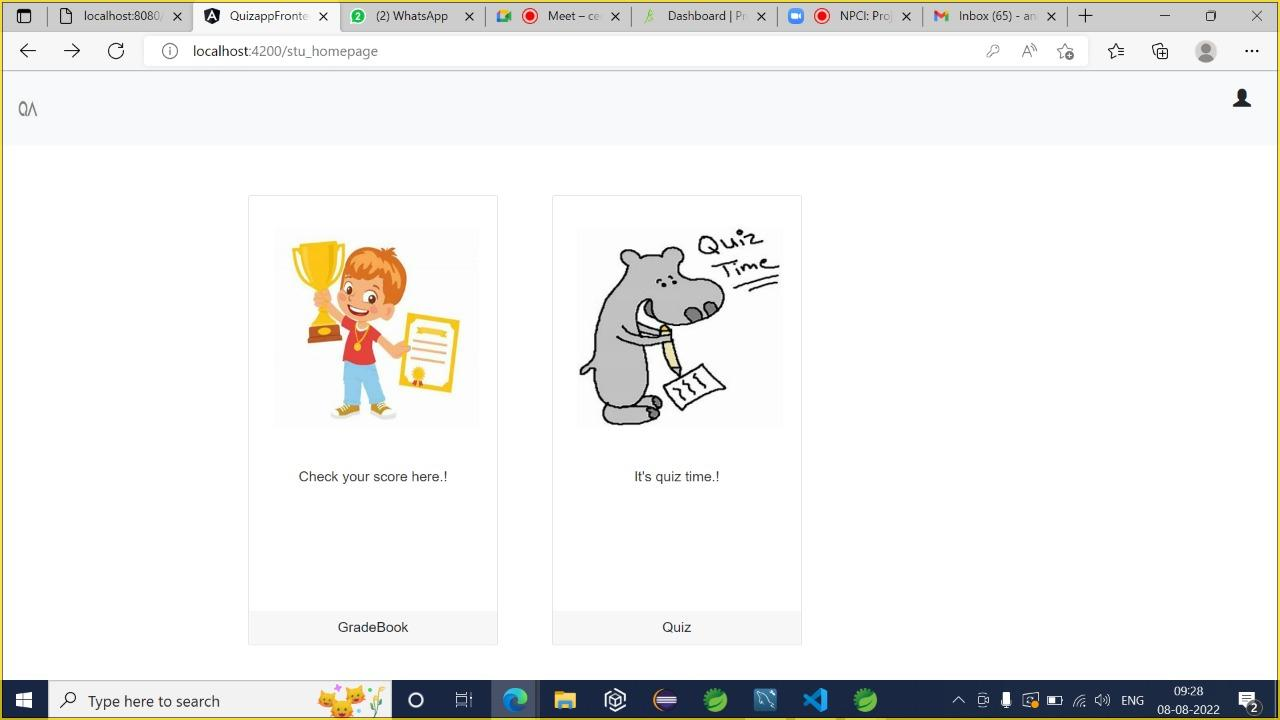 localhost:8080/
QuizappFronte
(2) WhatsApp
Meet – ce
Dashboard | Pr
NPCI: Proj
Inbox (65) - an
localhost:4200/stu_homepage
QA
Quiz
Time
Check your score here.!
It's quiz time.!
GradeBook
Quiz
Type here to search
ENG
09:28
08-08-2022
2